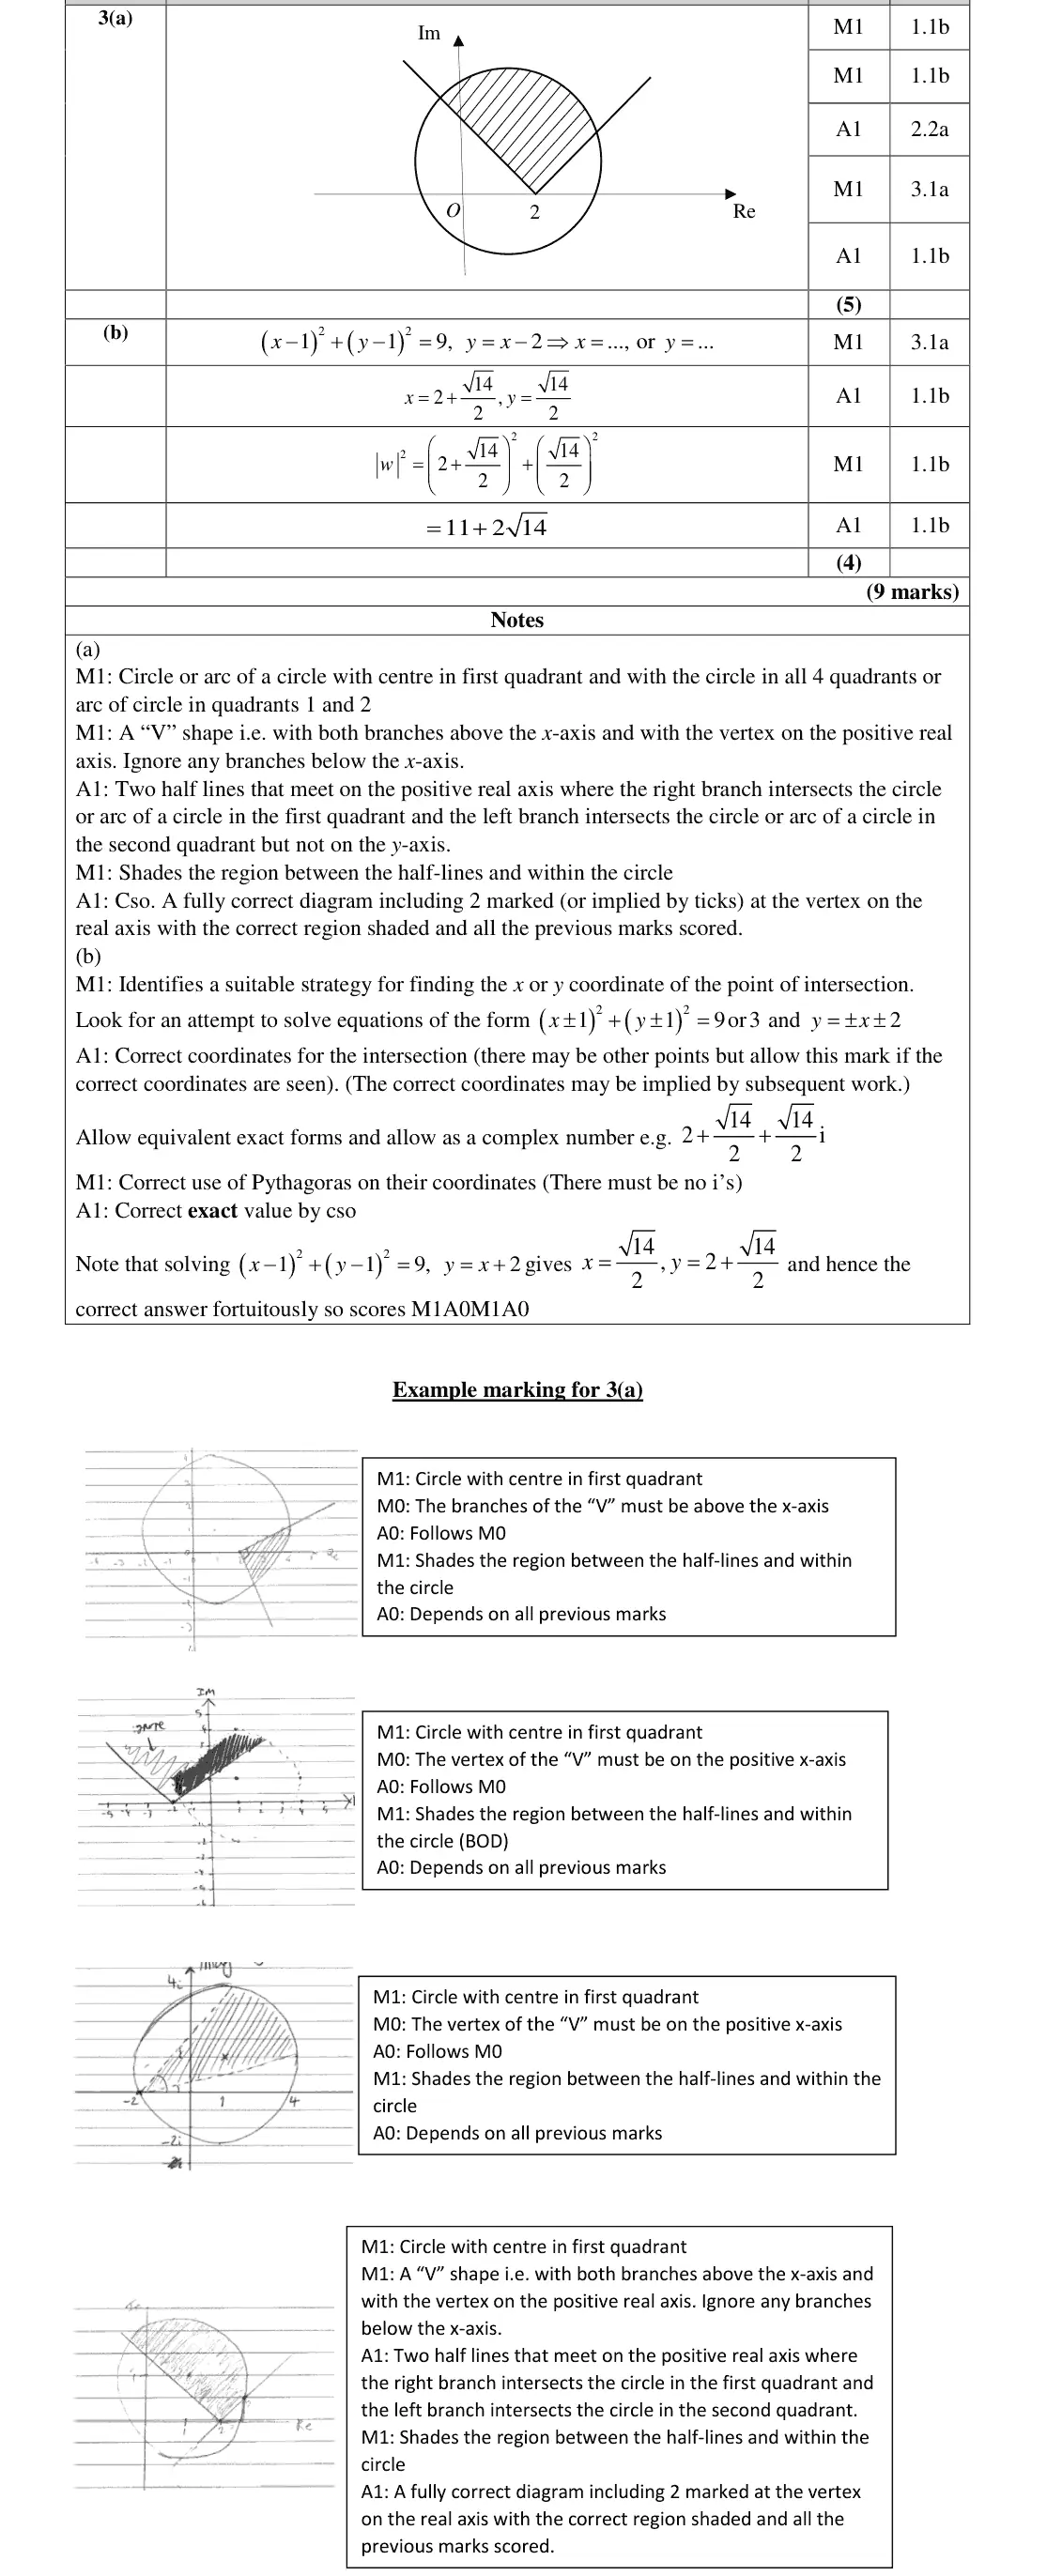 3(a)
Im
M1 1.1b
M1 1.1b
A1 2.2a
M1 3.1a
O 2 Re
A1 1.1b
(5)
(b) (x−1)² + (y−1)² = 9, y = x − 2 ⇒ x = ..., or y = ... M1 3.1a
x = 2 + √14/2, y = √14/2 A1 1.1b
|w|² = (2 + √14/2)² + (√14/2)² M1 1.1b
= 11 + 2√14 A1 1.1b
(4)
(9 marks)
Notes
(a)
M1: Circle or arc of a circle with centre in first quadrant and with the circle in all 4 quadrants or
arc of circle in quadrants 1 and 2
M1: A “V” shape i.e. with both branches above the x-axis and with the vertex on the positive real
axis. Ignore any branches below the x-axis.
A1: Two half lines that meet on the positive real axis where the right branch intersects the circle
or arc of a circle in the first quadrant and the left branch intersects the circle or arc of a circle in
the second quadrant but not on the y-axis.
M1: Shades the region between the half-lines and within the circle
A1: Cso. A fully correct diagram including 2 marked (or implied by ticks) at the vertex on the
real axis with the correct region shaded and all the previous marks scored.
(b)
M1: Identifies a suitable strategy for finding the x or y coordinate of the point of intersection.
Look for an attempt to solve equations of the form (x±1)² + (y±1)² = 9 or 3 and y = ±x ± 2
A1: Correct coordinates for the intersection (there may be other points but allow this mark if the
correct coordinates are seen). (The correct coordinates may be implied by subsequent work.)
Allow equivalent exact forms and allow as a complex number e.g. 2 + √14/2 + √14/2 i
M1: Correct use of Pythagoras on their coordinates (There must be no i’s)
A1: Correct exact value by cso
Note that solving (x−1)² + (y−1)² = 9, y = x + 2 gives x = √14/2, y = 2 + √14/2 and hence the
correct answer fortuitously so scores M1A0M1A0
Example marking for 3(a)
M1: Circle with centre in first quadrant
M0: The branches of the “V” must be above the x-axis
A0: Follows M0
M1: Shades the region between the half-lines and within
the circle
A0: Depends on all previous marks
IM
M1: Circle with centre in first quadrant
M0: The vertex of the “V” must be on the positive x-axis
A0: Follows M0
M1: Shades the region between the half-lines and within
the circle (BOD)
A0: Depends on all previous marks
4i
-2 1 4
-2i
M1: Circle with centre in first quadrant
M0: The vertex of the “V” must be on the positive x-axis
A0: Follows M0
M1: Shades the region between the half-lines and within the
circle
A0: Depends on all previous marks
Re
M1: Circle with centre in first quadrant
M1: A “V” shape i.e. with both branches above the x-axis and
with the vertex on the positive real axis. Ignore any branches
below the x-axis.
A1: Two half lines that meet on the positive real axis where
the right branch intersects the circle in the first quadrant and
the left branch intersects the circle in the second quadrant.
M1: Shades the region between the half-lines and within the
circle
A1: A fully correct diagram including 2 marked at the vertex
on the real axis with the correct region shaded and all the
previous marks scored.